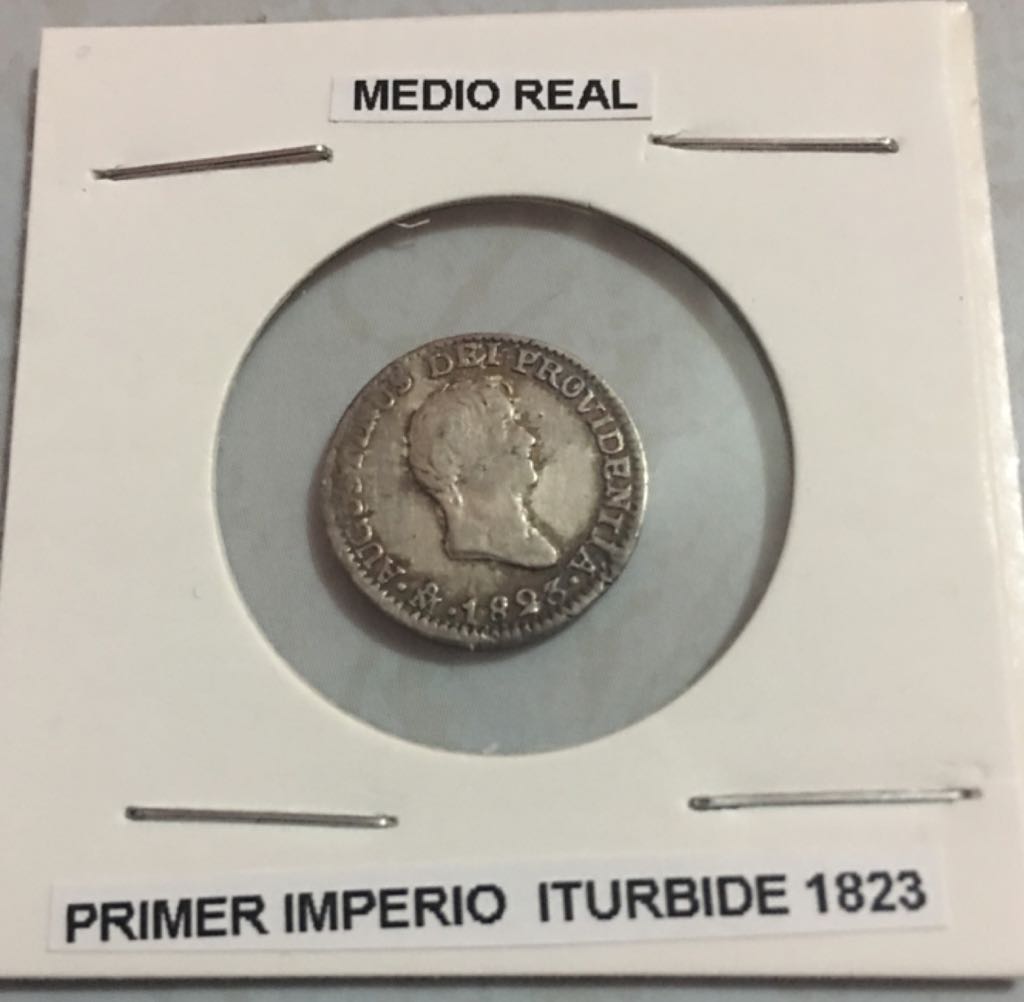 MEDIO REAL
DEI·PROVIDENTIA·
·1823·
PRIMER IMPERIO ITURBIDE 1823